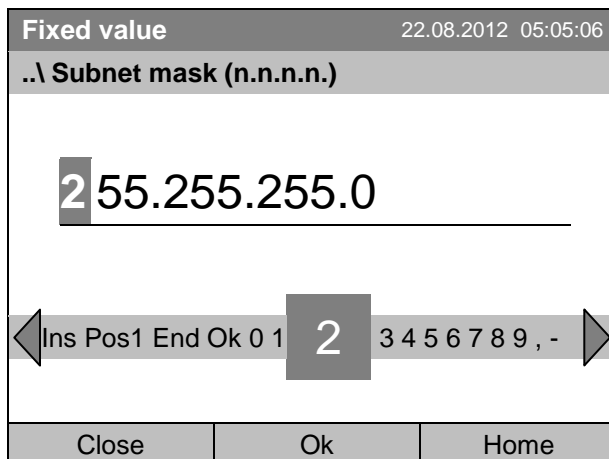 Fixed value 22.08.2012 05:05:06
..\ Subnet mask (n.n.n.n.)
255.255.255.0
Ins Pos1 End Ok 0 1 2 3 4 5 6 7 8 9 , -
Close Ok Home